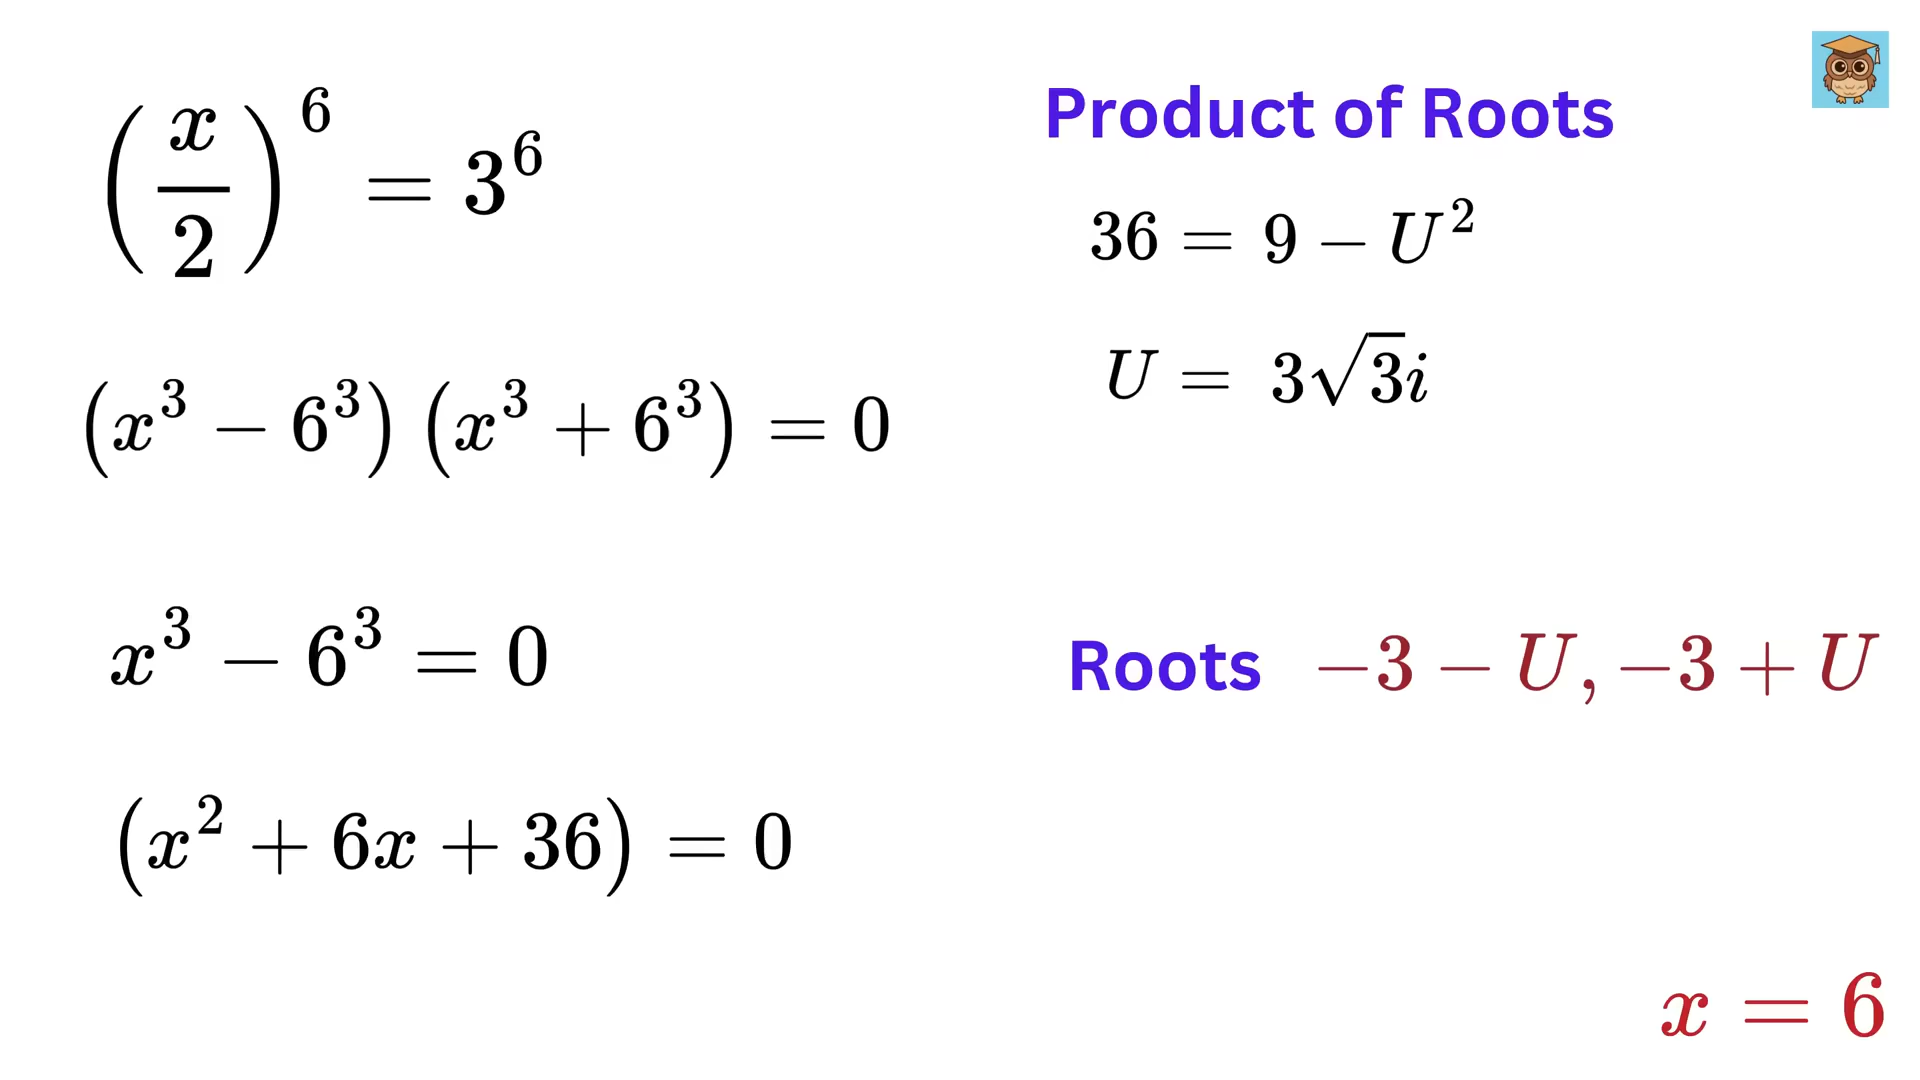 (x/2)^6 = 3^6
(x^3 − 6^3) (x^3 + 6^3) = 0
x^3 − 6^3 = 0
(x^2 + 6x + 36) = 0
Product of Roots
36 = 9 − U^2
U = 3√3i
Roots −3 − U, −3 + U
x = 6